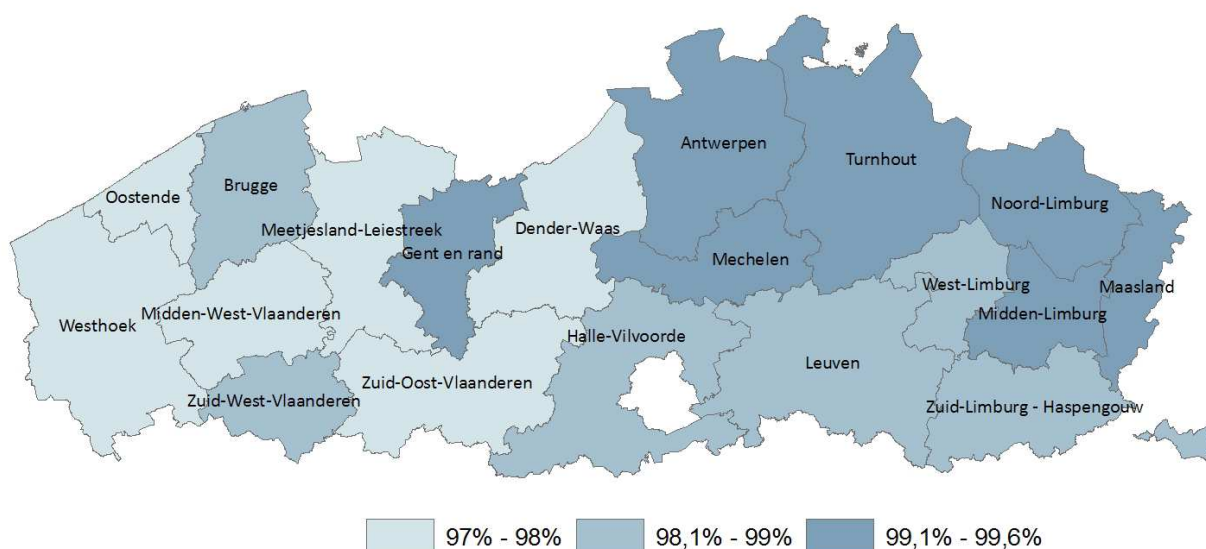 Antwerpen
Turnhout
Oostende
Brugge
Noord-Limburg
Meetjesland-Leiestreek
Gent en rand
Dender-Waas
Mechelen
Maasland
West-Limburg
Westhoek
Midden-West-Vlaanderen
Midden-Limburg
Halle-Vilvoorde
Leuven
Zuid-Oost-Vlaanderen
Zuid-West-Vlaanderen
Zuid-Limburg - Haspengouw
97% - 98%
98,1% - 99%
99,1% - 99,6%